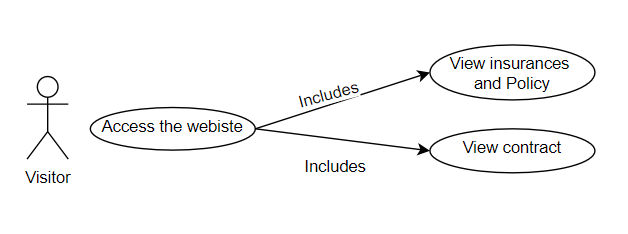 View insurances
and Policy
Includes
Access the webiste
View contract
Includes
Visitor